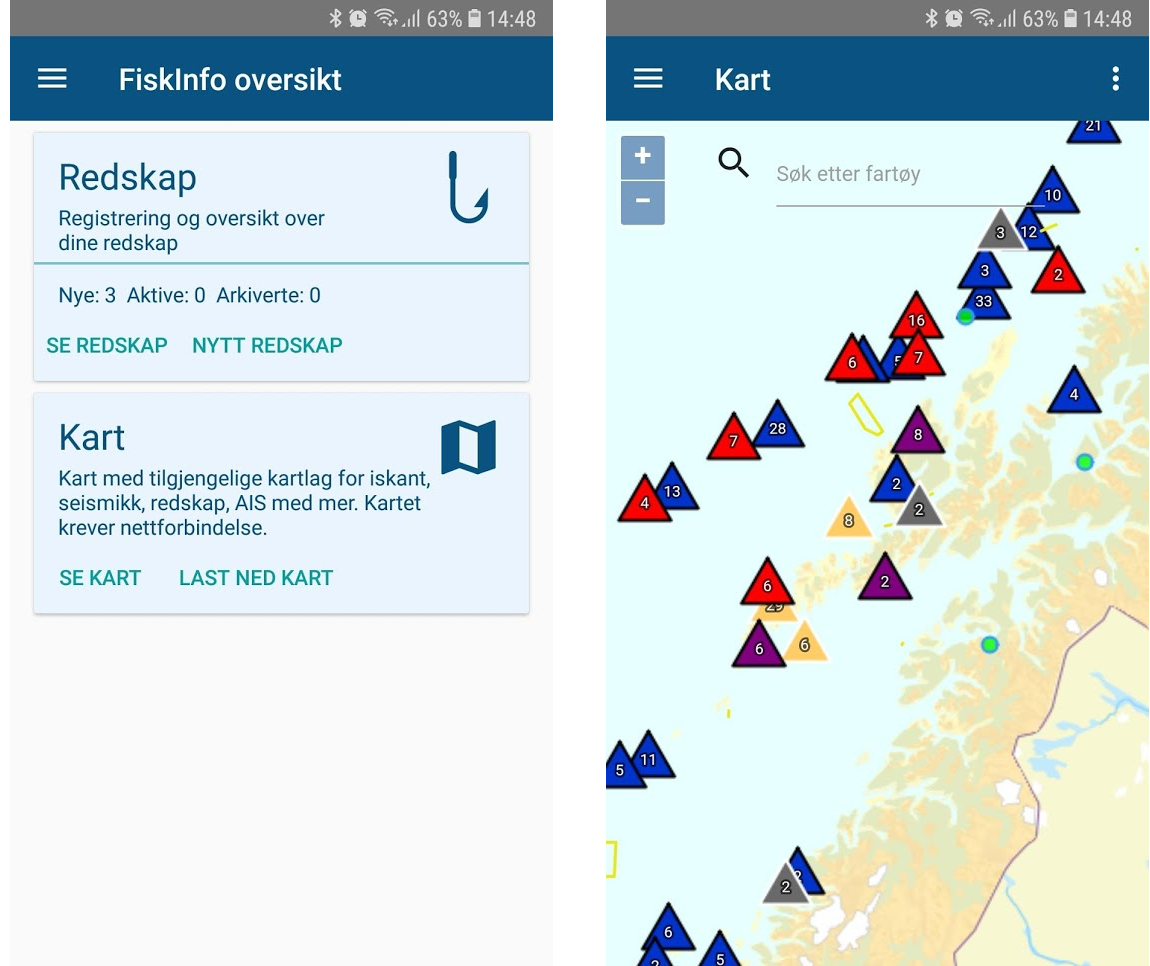 63% 14:48
FiskInfo oversikt
Redskap
Registrering og oversikt over
dine redskap
Nye: 3 Aktive: 0 Arkiverte: 0
SE REDSKAP NYTT REDSKAP
Kart
Kart med tilgjengelige kartlag for iskant,
seismikk, redskap, AIS med mer. Kartet
krever nettforbindelse.
SE KART LAST NED KART
63% 14:48
Kart
+
Søk etter fartøy
−
21
10
3 12
3 2
33
16
6 5 7
4
7 28 8
4 13 2
8 2
6 2
29
6 6
5 11
2 2
6
2 5